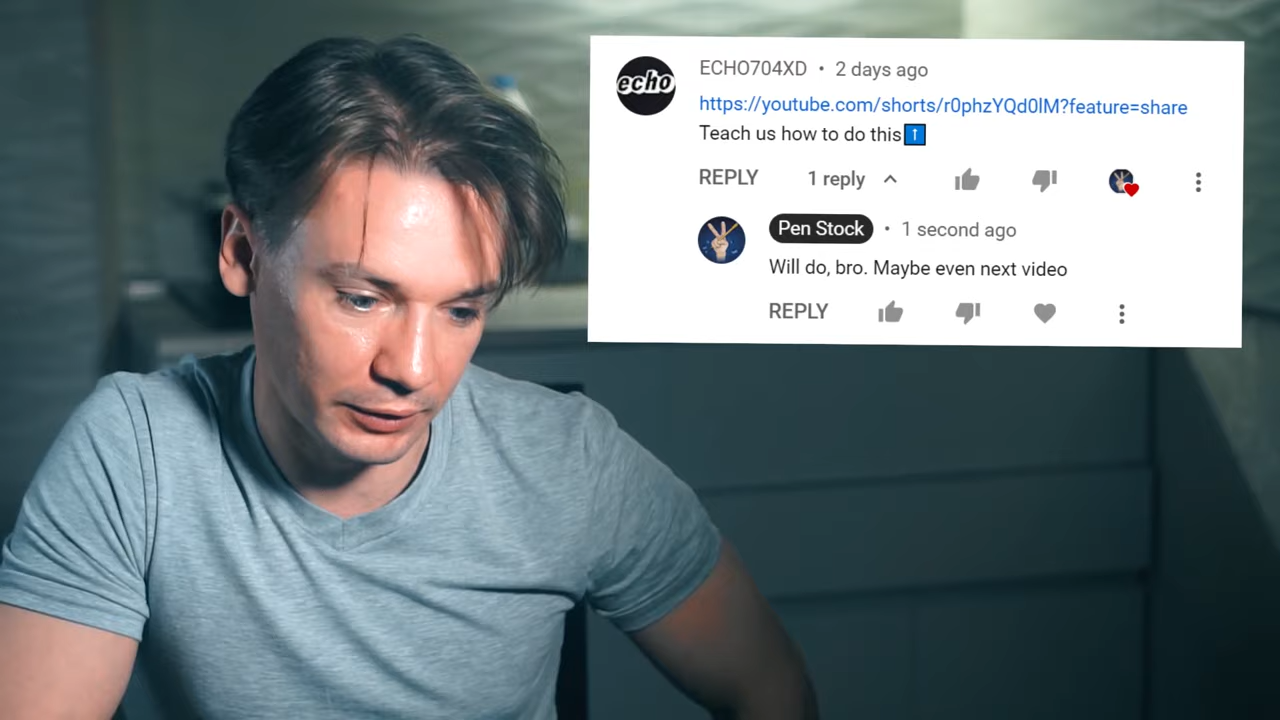 echo
ECHO704XD • 2 days ago
https://youtube.com/shorts/r0phzYQd0lM?feature=share
Teach us how to do this⬆️
REPLY 1 reply
Pen Stock • 1 second ago
Will do, bro. Maybe even next video
REPLY